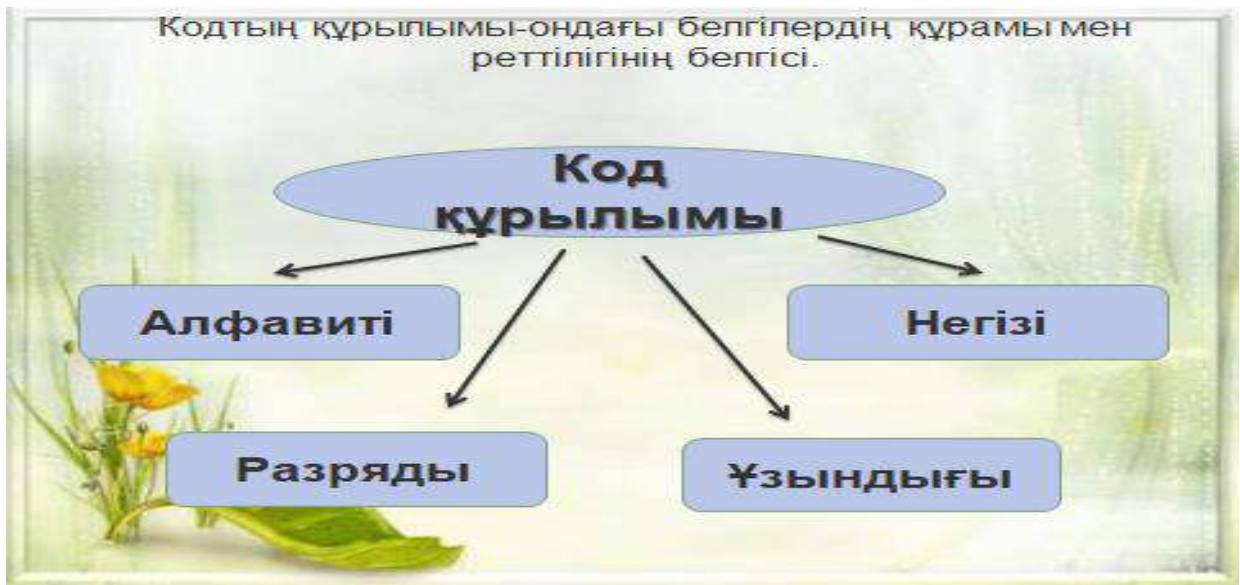 Кодтың құрылымы-ондағы белгілердің құрамы мен
реттілігінің белгісі.
Код
құрылымы
Алфавиті
Негізі
Разряды
Ұзындығы